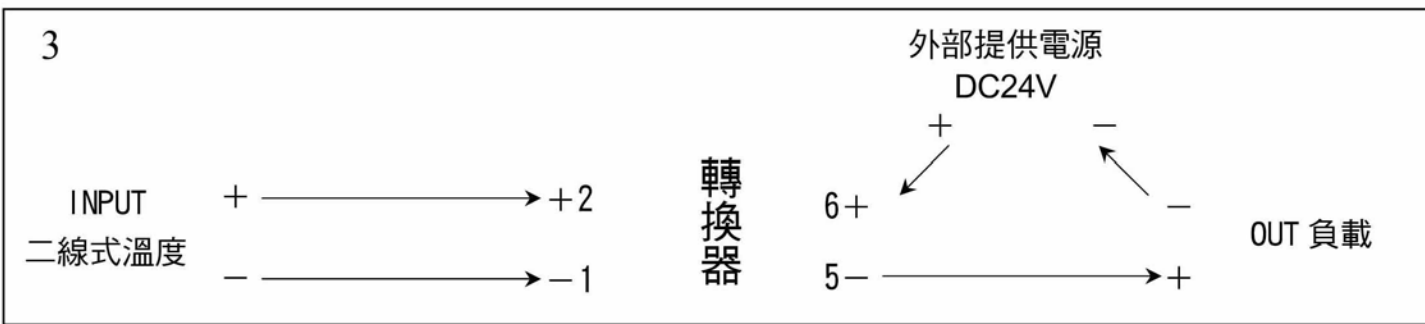 3
外部提供電源
DC24V
+ −
INPUT
二線式溫度
+ +2
− −1
轉換器
6+ −
5− +
OUT 負載